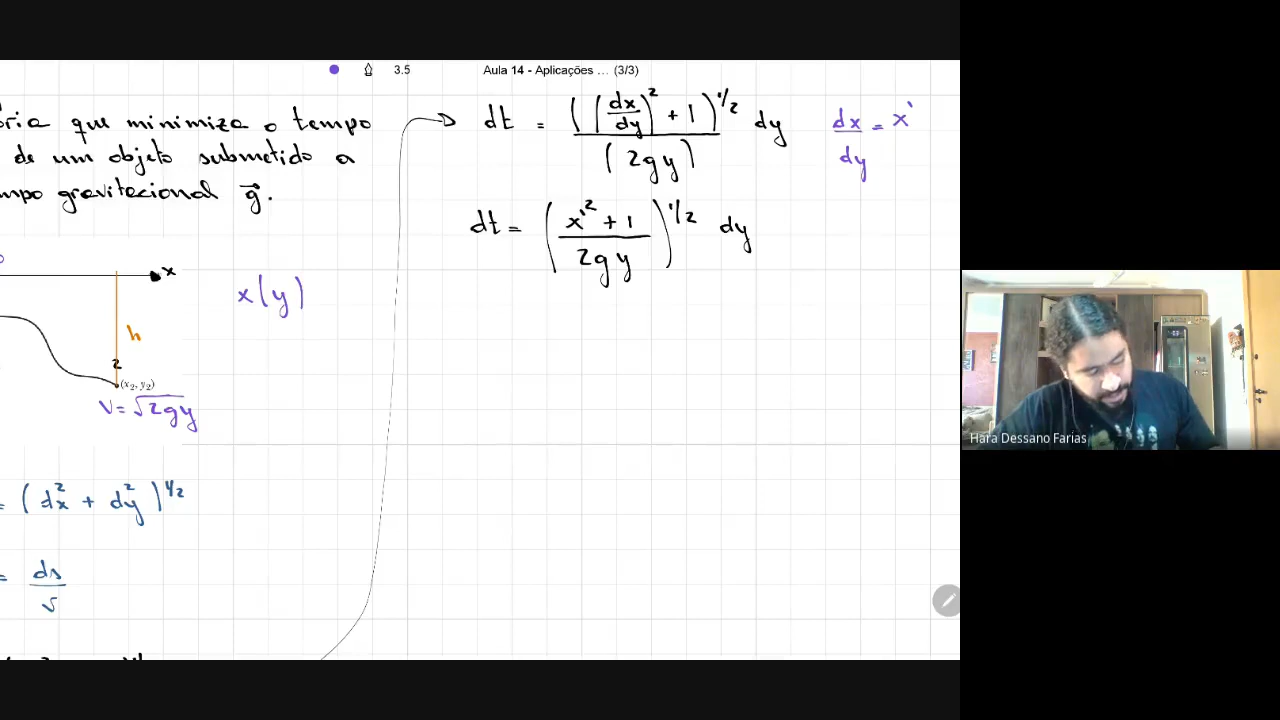 3.5 Aula 14 - Aplicações ... (3/3)
ória que minimiza o tempo
de um objeto submetido a
mpo gravitacional g⃗.
x
x(y)
h
2
(x₂, y₂)
V = √2gy
= (dx² + dy²)^1/2
= ds/v
dt = ((dx/dy)² + 1)^1/2 / (2gy) dy
dx/dy = x'
dt = (x'² + 1 / 2gy)^1/2 dy
Hara Dessano Farias